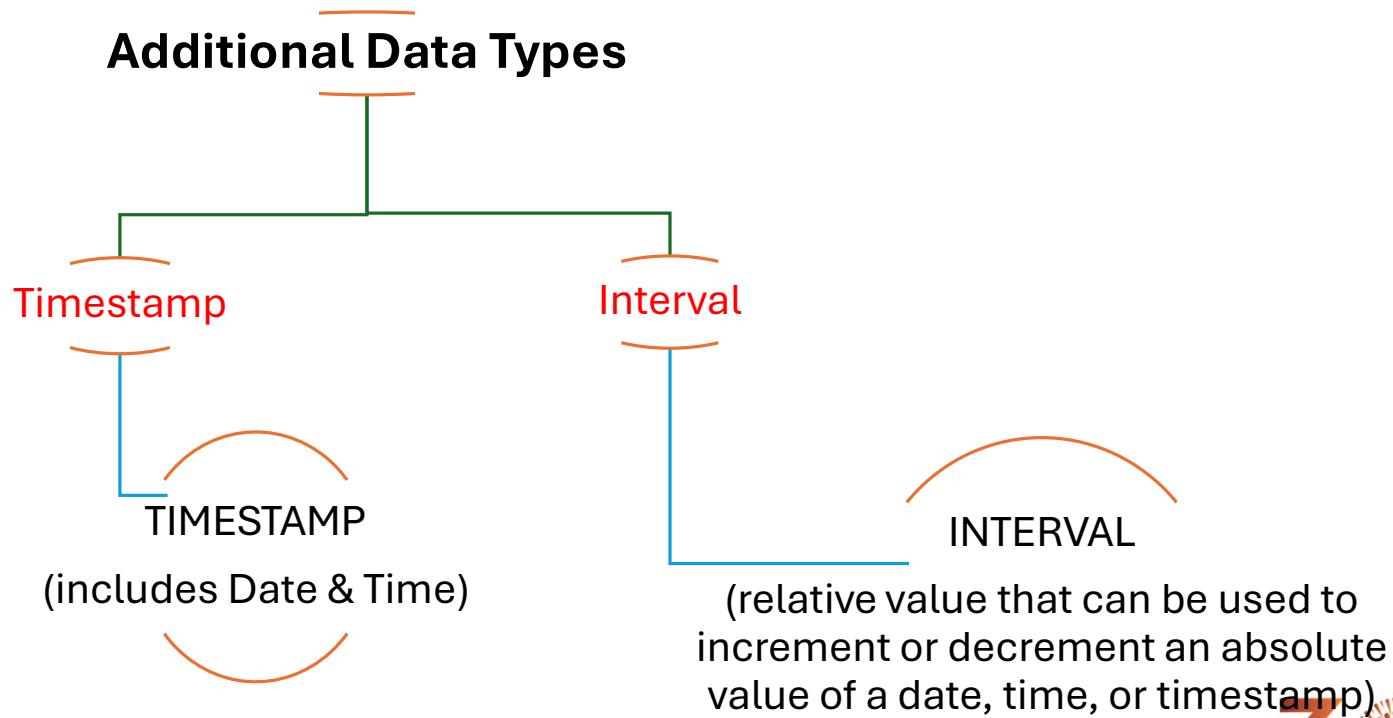 Additional Data Types
Timestamp
Interval
TIMESTAMP
(includes Date & Time)
INTERVAL
(relative value that can be used to
increment or decrement an absolute
value of a date, time, or timestamp)